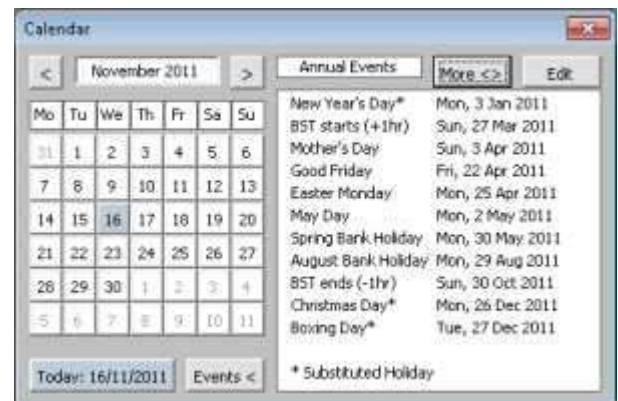 Calendar
< November 2011 >
Mo Tu We Th Fr Sa Su
31 1 2 3 4 5 6
7 8 9 10 11 12 13
14 15 16 17 18 19 20
21 22 23 24 25 26 27
28 29 30 1 2 3 4
5 6 7 8 9 10 11
Today: 16/11/2011 Events <
Annual Events More <> Edit
New Year's Day* Mon, 3 Jan 2011
BST starts (+1hr) Sun, 27 Mar 2011
Mother's Day Sun, 3 Apr 2011
Good Friday Fri, 22 Apr 2011
Easter Monday Mon, 25 Apr 2011
May Day Mon, 2 May 2011
Spring Bank Holiday Mon, 30 May 2011
August Bank Holiday Mon, 29 Aug 2011
BST ends (-1hr) Sun, 30 Oct 2011
Christmas Day* Mon, 26 Dec 2011
Boxing Day* Tue, 27 Dec 2011
* Substituted Holiday